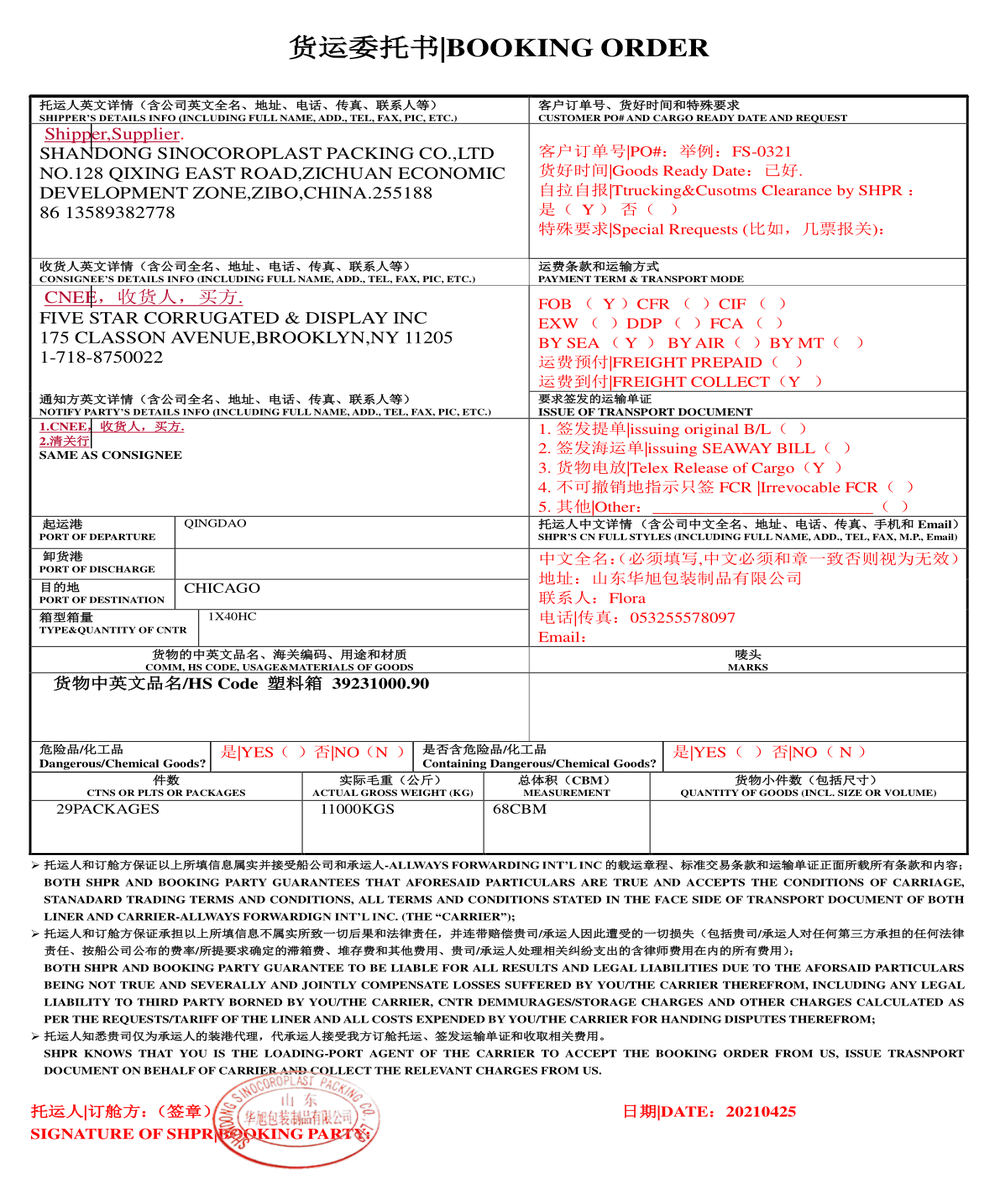 货运委托书|BOOKING ORDER
托运人英文详情（含公司英文全名、地址、电话、传真、联系人等）
SHIPPER'S DETAILS INFO (INCLUDING FULL NAME, ADD., TEL, FAX, PIC, ETC.)
客户订单号、货好时间和特殊要求
CUSTOMER PO# AND CARGO READY DATE AND REQUEST
Shipper,Supplier.
SHANDONG SINOCOROPLAST PACKING CO.,LTD
NO.128 QIXING EAST ROAD,ZICHUAN ECONOMIC
DEVELOPMENT ZONE,ZIBO,CHINA.255188
86 13589382778
客户订单号|PO#：举例：FS-0321
货好时间|Goods Ready Date：已好.
自拉自报|Ttrucking&Cusotms Clearance by SHPR：
是（ Y ） 否（ ）
特殊要求|Special Rrequests (比如，几票报关)：
收货人英文详情（含公司全名、地址、电话、传真、联系人等）
CONSIGNEE'S DETAILS INFO (INCLUDING FULL NAME, ADD., TEL, FAX, PIC, ETC.)
运费条款和运输方式
PAYMENT TERM & TRANSPORT MODE
CNEE，收货人，买方.
FIVE STAR CORRUGATED & DISPLAY INC
175 CLASSON AVENUE,BROOKLYN,NY 11205
1-718-8750022
FOB （ Y ）CFR （ ）CIF （ ）
EXW （ ）DDP （ ）FCA （ ）
BY SEA （ Y ） BY AIR（ ）BY MT（ ）
运费预付|FREIGHT PREPAID（ ）
运费到付|FREIGHT COLLECT（Y ）
通知方英文详情（含公司全名、地址、电话、传真、联系人等）
NOTIFY PARTY'S DETAILS INFO (INCLUDING FULL NAME, ADD., TEL, FAX, PIC, ETC.)
要求签发的运输单证
ISSUE OF TRANSPORT DOCUMENT
1.CNEE，收货人，买方.
2.清关行
SAME AS CONSIGNEE
1. 签发提单|issuing original B/L（ ）
2. 签发海运单|issuing SEAWAY BILL（ ）
3. 货物电放|Telex Release of Cargo（Y ）
4. 不可撤销地指示只签 FCR |Irrevocable FCR（ ）
5. 其他|Other：________________________（ ）
起运港
PORT OF DEPARTURE
QINGDAO
托运人中文详情 （含公司中文全名、地址、电话、传真、手机和 Email）
SHPR'S CN FULL STYLES (INCLUDING FULL NAME, ADD., TEL, FAX, M.P., Email)
卸货港
PORT OF DISCHARGE
中文全名：（必须填写,中文必须和章一致否则视为无效）
地址：山东华旭包装制品有限公司
联系人：Flora
电话|传真：053255578097
Email：
目的地
PORT OF DESTINATION
CHICAGO
箱型箱量
TYPE&QUANTITY OF CNTR
1X40HC
货物的中英文品名、海关编码、用途和材质
COMM, HS CODE, USAGE&MATERIALS OF GOODS
唛头
MARKS
货物中英文品名/HS Code 塑料箱 39231000.90
危险品/化工品
Dangerous/Chemical Goods?
是|YES（ ）否|NO（N ）
是否含危险品/化工品
Containing Dangerous/Chemical Goods?
是|YES（ ）否|NO（ N ）
件数
CTNS OR PLTS OR PACKAGES
实际毛重（公斤）
ACTUAL GROSS WEIGHT (KG)
总体积（CBM）
MEASUREMENT
货物小件数（包括尺寸）
QUANTITY OF GOODS (INCL. SIZE OR VOLUME)
29PACKAGES
11000KGS
68CBM
➢ 托运人和订舱方保证以上所填信息属实并接受船公司和承运人-ALLWAYS FORWARDING INT'L INC 的载运章程、标准交易条款和运输单证正面所载所有条款和内容；
BOTH SHPR AND BOOKING PARTY GUARANTEES THAT AFORESAID PARTICULARS ARE TRUE AND ACCEPTS THE CONDITIONS OF CARRIAGE,
STANADARD TRADING TERMS AND CONDITIONS, ALL TERMS AND CONDITIONS STATED IN THE FACE SIDE OF TRANSPORT DOCUMENT OF BOTH
LINER AND CARRIER-ALLWAYS FORWARDIGN INT'L INC. (THE “CARRIER”);
➢ 托运人和订舱方保证承担以上所填信息不属实所致一切后果和法律责任，并连带赔偿贵司/承运人因此遭受的一切损失（包括贵司/承运人对任何第三方承担的任何法律
责任、按船公司公布的费率/所提要求确定的滞箱费、堆存费和其他费用、贵司/承运人处理相关纠纷支出的含律师费用在内的所有费用）；
BOTH SHPR AND BOOKING PARTY GUARANTEE TO BE LIABLE FOR ALL RESULTS AND LEGAL LIABILITIES DUE TO THE AFORSAID PARTICULARS
BEING NOT TRUE AND SEVERALLY AND JOINTLY COMPENSATE LOSSES SUFFERED BY YOU/THE CARRIER THEREFROM, INCLUDING ANY LEGAL
LIABILITY TO THIRD PARTY BORNED BY YOU/THE CARRIER, CNTR DEMMURAGES/STORAGE CHARGES AND OTHER CHARGES CALCULATED AS
PER THE REQUESTS/TARIFF OF THE LINER AND ALL COSTS EXPENDED BY YOU/THE CARRIER FOR HANDING DISPUTES THEREFROM;
➢ 托运人知悉贵司仅为承运人的装港代理，代承运人接受我方订舱托运、签发运输单证和收取相关费用。
SHPR KNOWS THAT YOU IS THE LOADING-PORT AGENT OF THE CARRIER TO ACCEPT THE BOOKING ORDER FROM US, ISSUE TRASNPORT
DOCUMENT ON BEHALF OF CARRIER AND COLLECT THE RELEVANT CHARGES FROM US.
托运人|订舱方：（签章）
日期|DATE：20210425
SIGNATURE OF SHPR|BOOKING PARTY:
SHANDONG SINOCOROPLAST PACKING CO., LTD.
山东
华旭包装制品有限公司